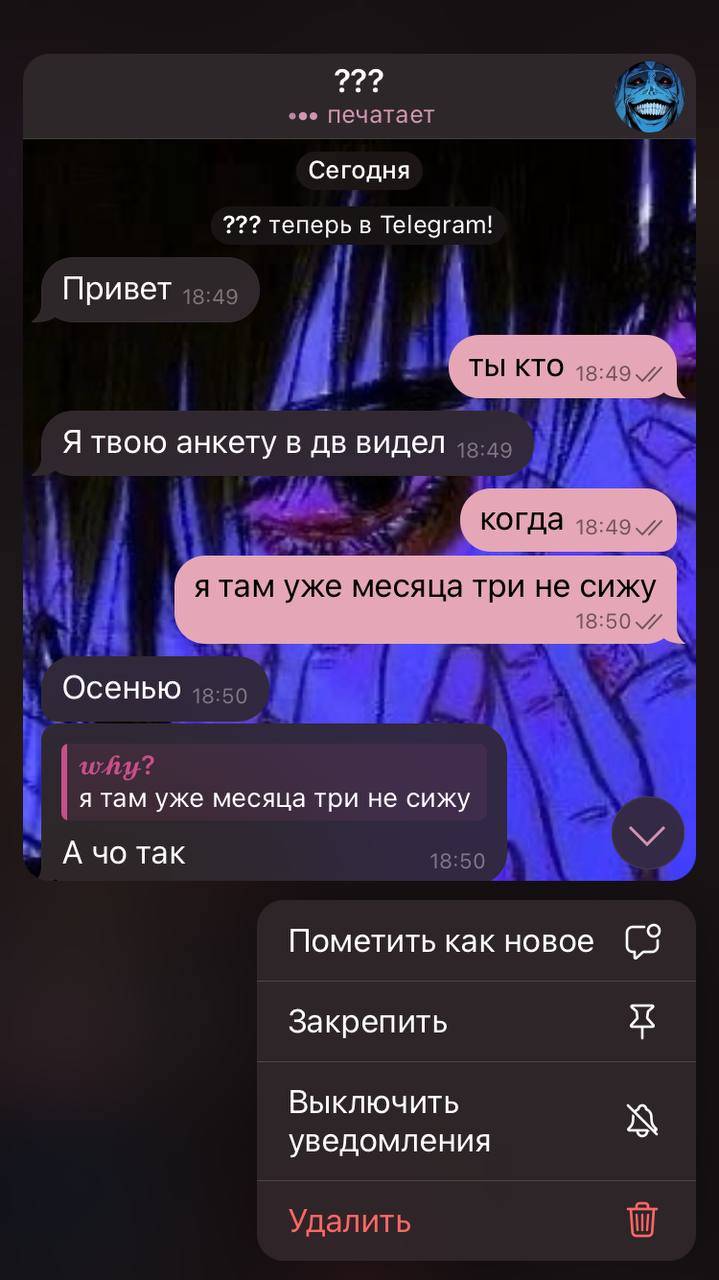 ???
••• печатает
Сегодня
??? теперь в Telegram!
Привет 18:49
ты кто 18:49
Я твою анкету в дв видел 18:49
когда 18:49
я там уже месяца три не сижу
18:50
Осенью 18:50
𝔀𝓱𝔂?
я там уже месяца три не сижу
А чо так 18:50
Пометить как новое
Закрепить
Выключить
уведомления
Удалить